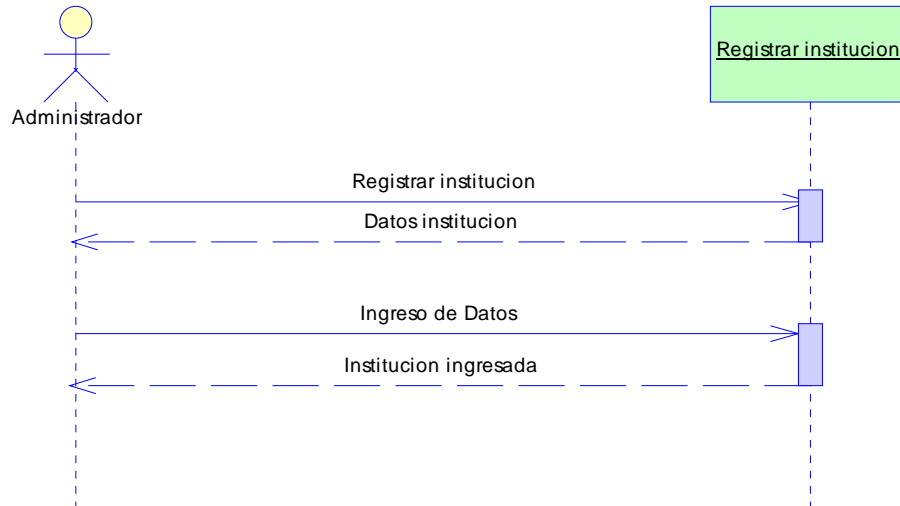 Registrar institucion
Administrador
Registrar institucion
Datos institucion
Ingreso de Datos
Institucion ingresada